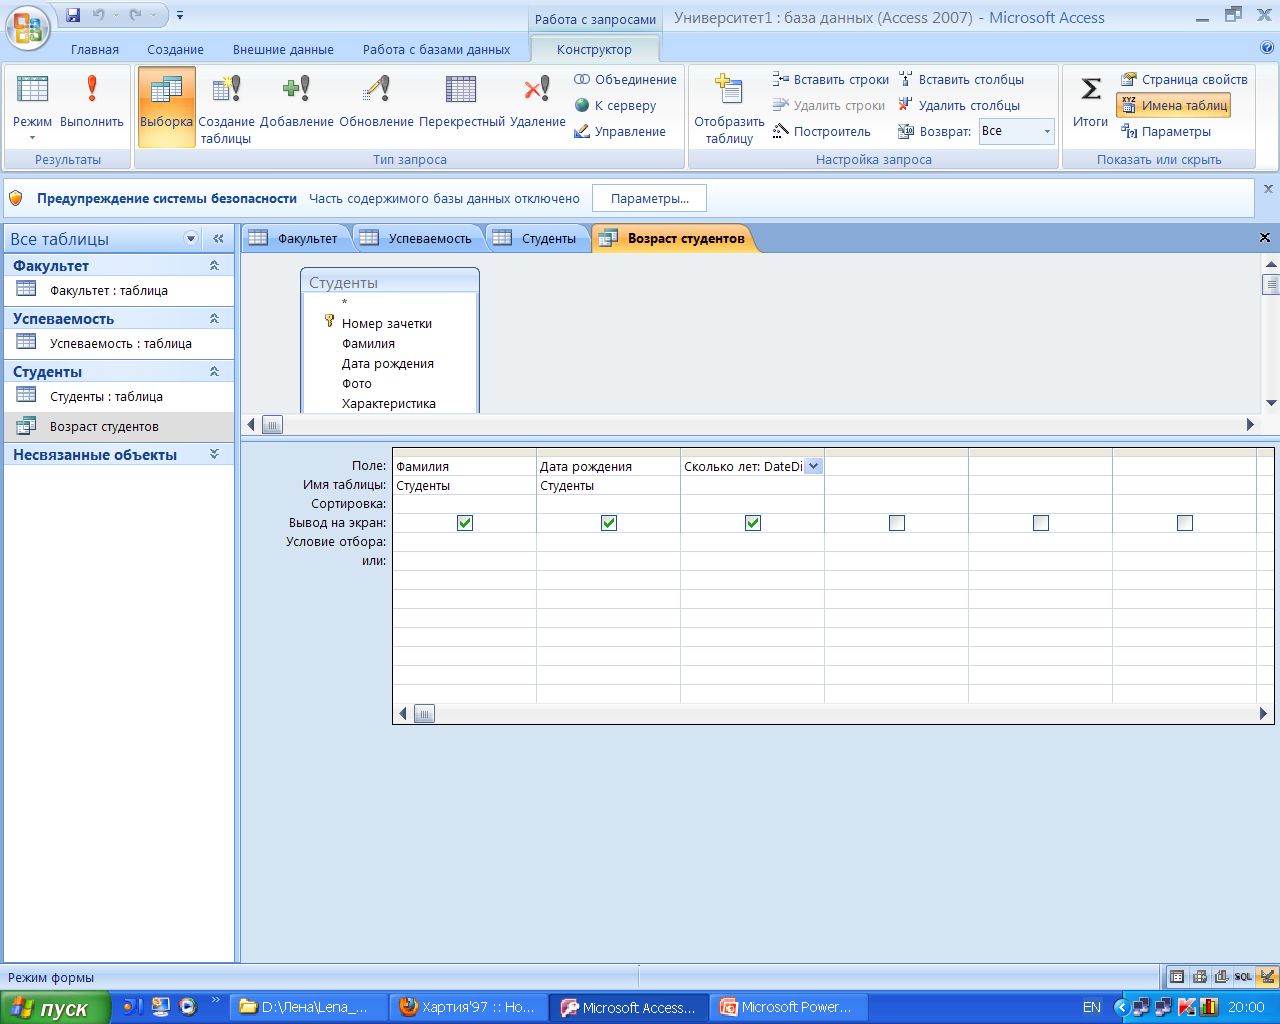 Работа с запросами
Университет1 : база данных (Access 2007) - Microsoft Access
Главная
Создание
Внешние данные
Работа с базами данных
Конструктор
Режим
Выполнить
Результаты
Выборка
Создание
таблицы
Добавление
Обновление
Перекрестный
Удаление
Объединение
К серверу
Управление
Тип запроса
Отобразить
таблицу
Вставить строки
Удалить строки
Построитель
Вставить столбцы
Удалить столбцы
Возврат: Все
Настройка запроса
Итоги
Страница свойств
XYZ Имена таблиц
Параметры
Показать или скрыть
Предупреждение системы безопасности Часть содержимого базы данных отключено Параметры...
Все таблицы
Факультет
Факультет : таблица
Успеваемость
Успеваемость : таблица
Студенты
Студенты : таблица
Возраст студентов
Несвязанные объекты
Факультет
Успеваемость
Студенты
Возраст студентов
Студенты
*
Номер зачетки
Фамилия
Дата рождения
Фото
Характеристика
Поле: Фамилия Дата рождения Сколько лет: DateDi
Имя таблицы: Студенты Студенты
Сортировка:
Вывод на экран:
Условие отбора:
или:
Режим формы
SQL
пуск
D:\Лена\Lena_...
Хартия'97 :: Но...
Microsoft Access...
Microsoft Power...
EN
20:00